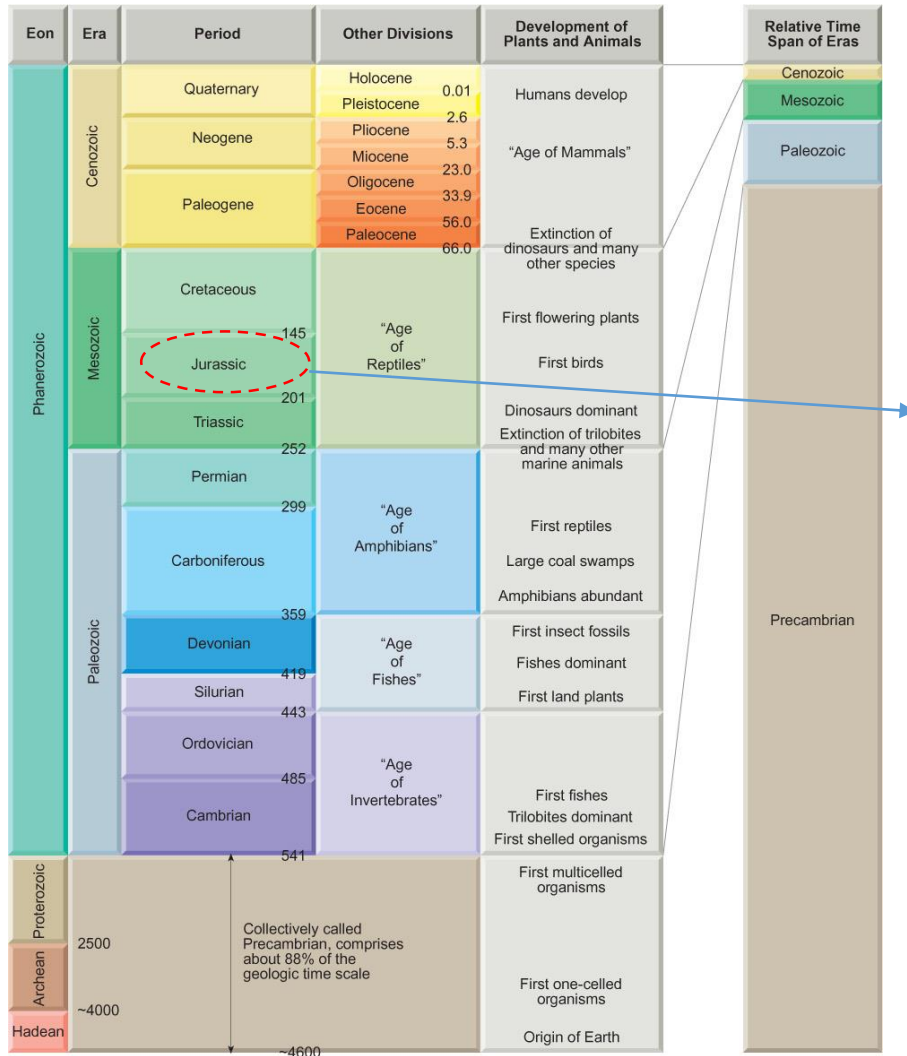 Eon
Era
Period
Other Divisions
Development of
Plants and Animals
Relative Time
Span of Eras
Phanerozoic
Cenozoic
Quaternary
Holocene
0.01
Pleistocene
2.6
Humans develop
Neogene
Pliocene
5.3
Miocene
23.0
"Age of Mammals"
Paleogene
Oligocene
33.9
Eocene
56.0
Paleocene
66.0
Extinction of
dinosaurs and many
other species
Mesozoic
Cretaceous
145
Jurassic
201
Triassic
252
"Age
of
Reptiles"
First flowering plants
First birds
Dinosaurs dominant
Extinction of trilobites
and many other
marine animals
Paleozoic
Permian
299
Carboniferous
359
"Age
of
Amphibians"
First reptiles
Large coal swamps
Amphibians abundant
Devonian
419
Silurian
443
"Age
of
Fishes"
First insect fossils
Fishes dominant
First land plants
Ordovician
485
Cambrian
541
"Age
of
Invertebrates"
First fishes
Trilobites dominant
First shelled organisms
Proterozoic
2500
Archean
~4000
Hadean
~4600
Collectively called
Precambrian, comprises
about 88% of the
geologic time scale
First multicelled
organisms
First one-celled
organisms
Origin of Earth
Cenozoic
Mesozoic
Paleozoic
Precambrian